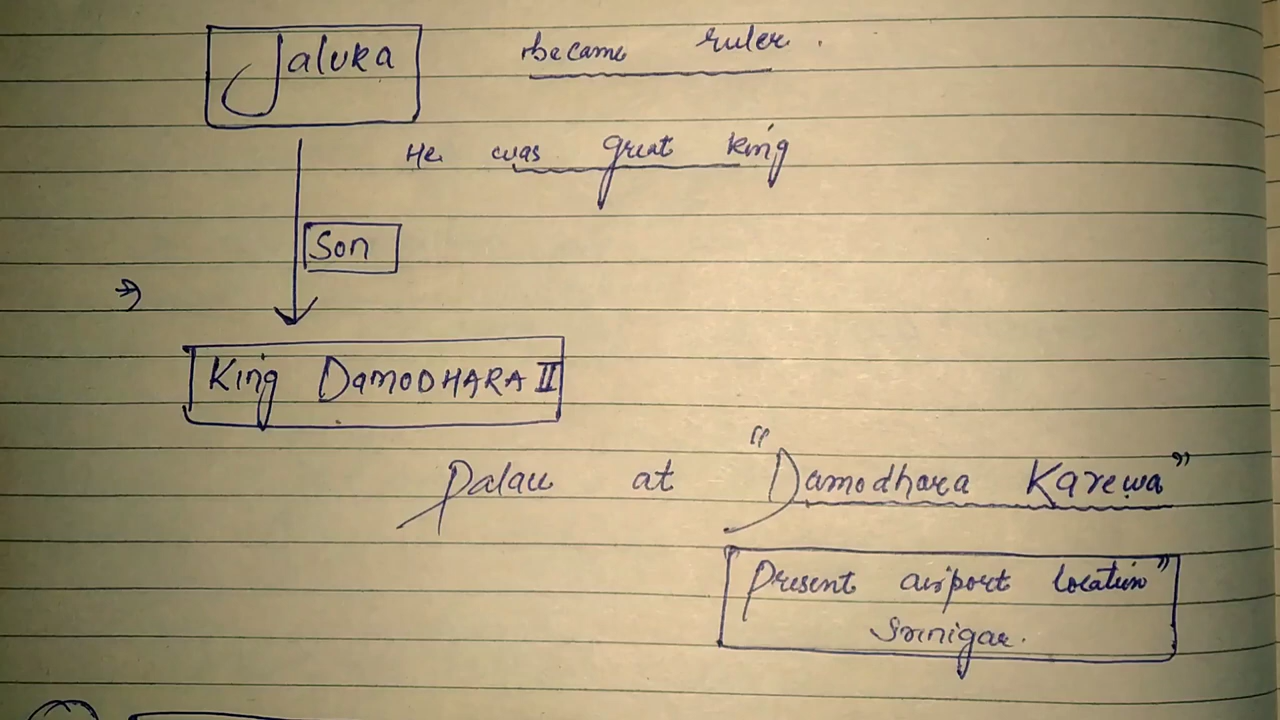 Jaluka became ruler.
He was great king
Son
King DamoDHARA II
Palace at "Damodhara Karewa"
Present airport location"
Srinigar.